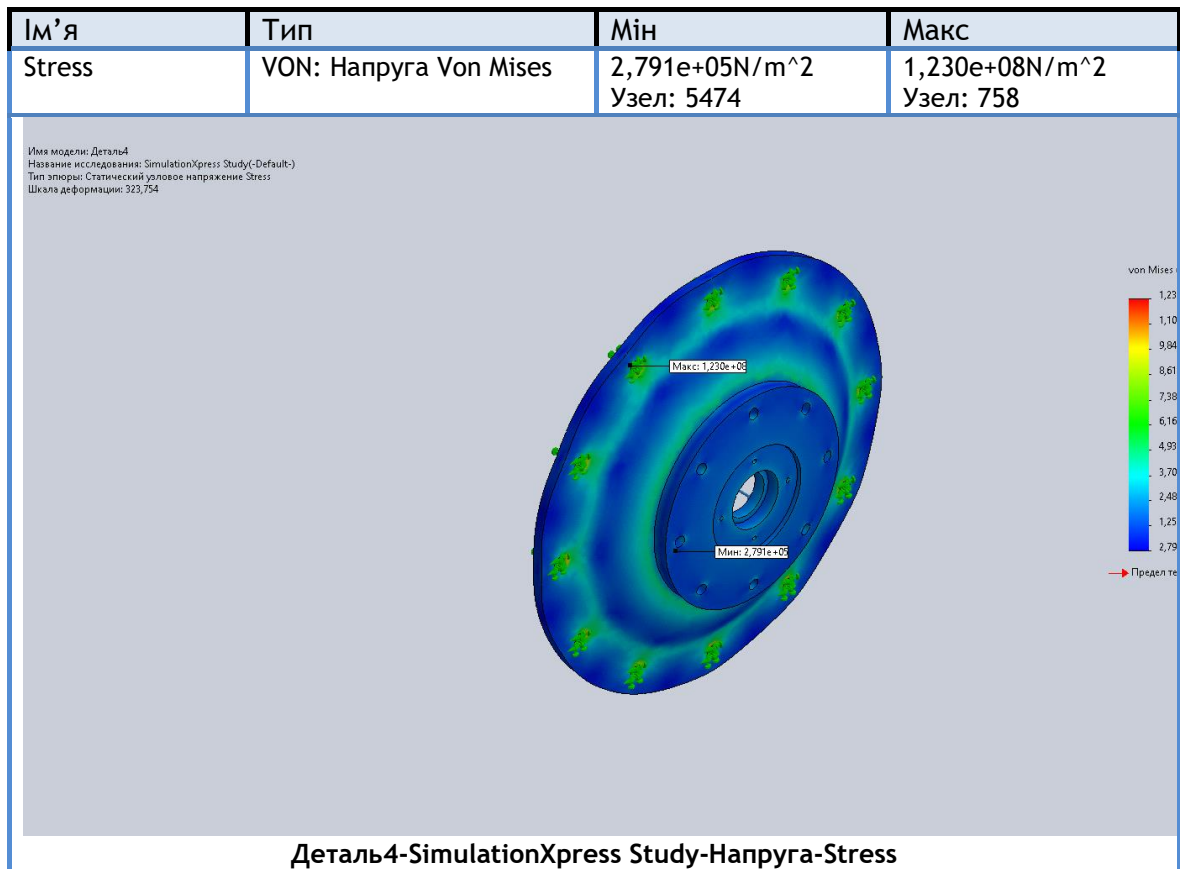 Ім’я Тип Мін Макс
Stress VON: Напруга Von Mises 2,791e+05N/m^2 1,230e+08N/m^2
Узел: 5474 Узел: 758
Имя модели: Деталь4
Название исследования: SimulationXpress Study(-Default-)
Тип эпюры: Статический узловое напряжение Stress
Шкала деформации: 323,754
von Mises
1,23
1,10
9,84
8,61
7,38
6,16
4,93
3,70
2,48
1,25
2,79
Предел те
Макс: 1,230e+08
Мин: 2,791e+05
Деталь4-SimulationXpress Study-Напруга-Stress